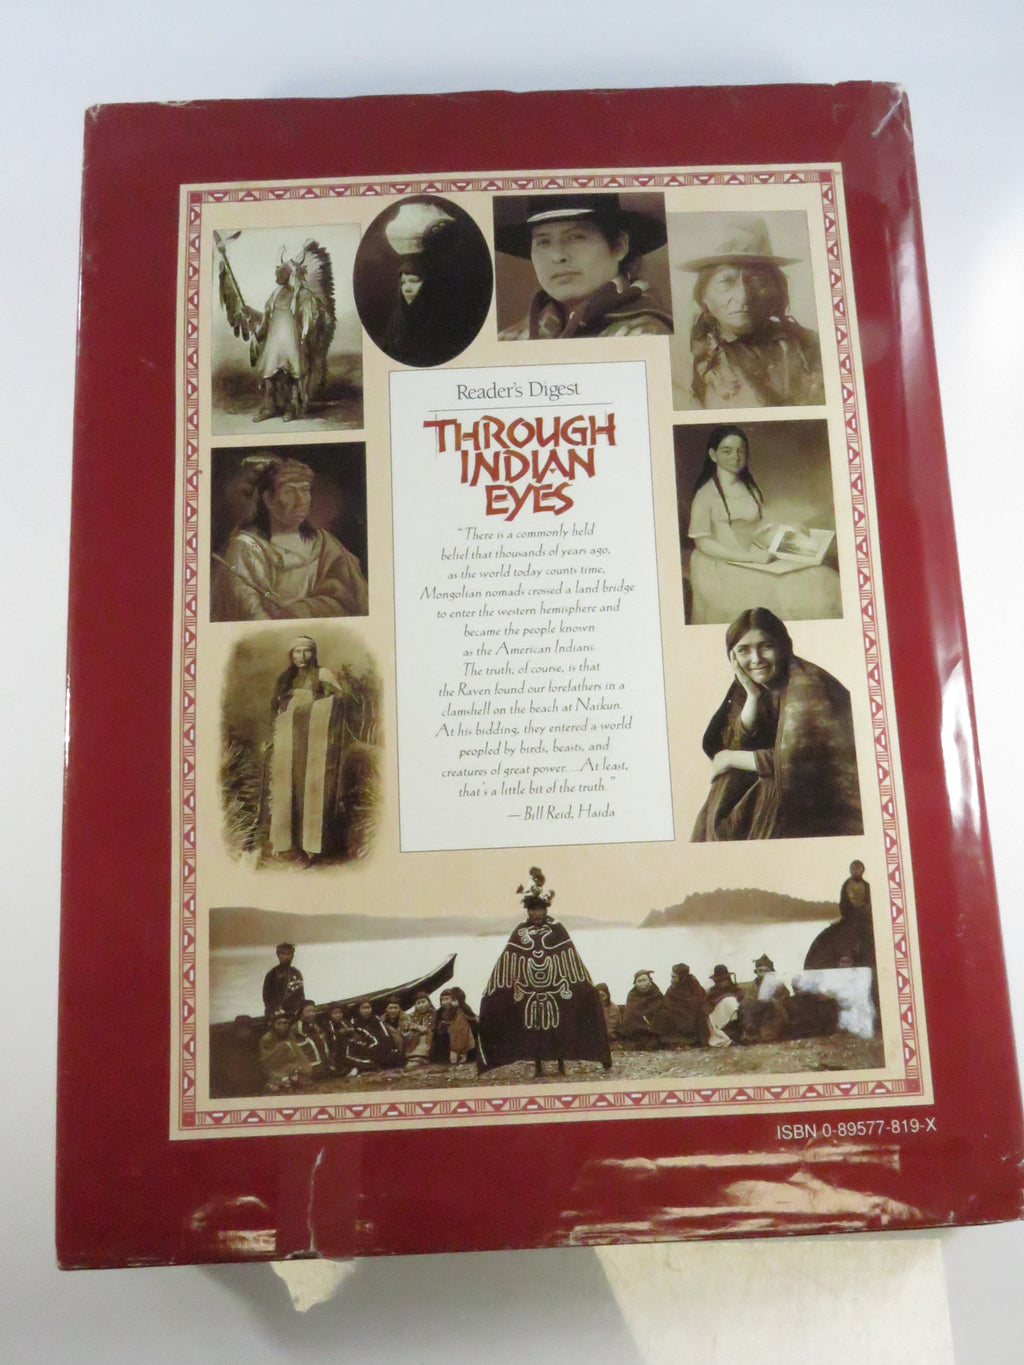 Reader's Digest
THROUGH
INDIAN
EYES
"There is a commonly held
belief that thousands of years ago,
as the world today counts time,
Mongolian nomads crossed a land bridge
to enter the western hemisphere and
became the people known
as the American Indians.
The truth, of course, is that
the Raven found our forefathers in a
clamshell on the beach at Naikun.
At his bidding, they entered a world
peopled by birds, beasts, and
creatures of great power....At least,
that's a little bit of the truth."
— Bill Reid, Haida
ISBN 0-89577-819-X